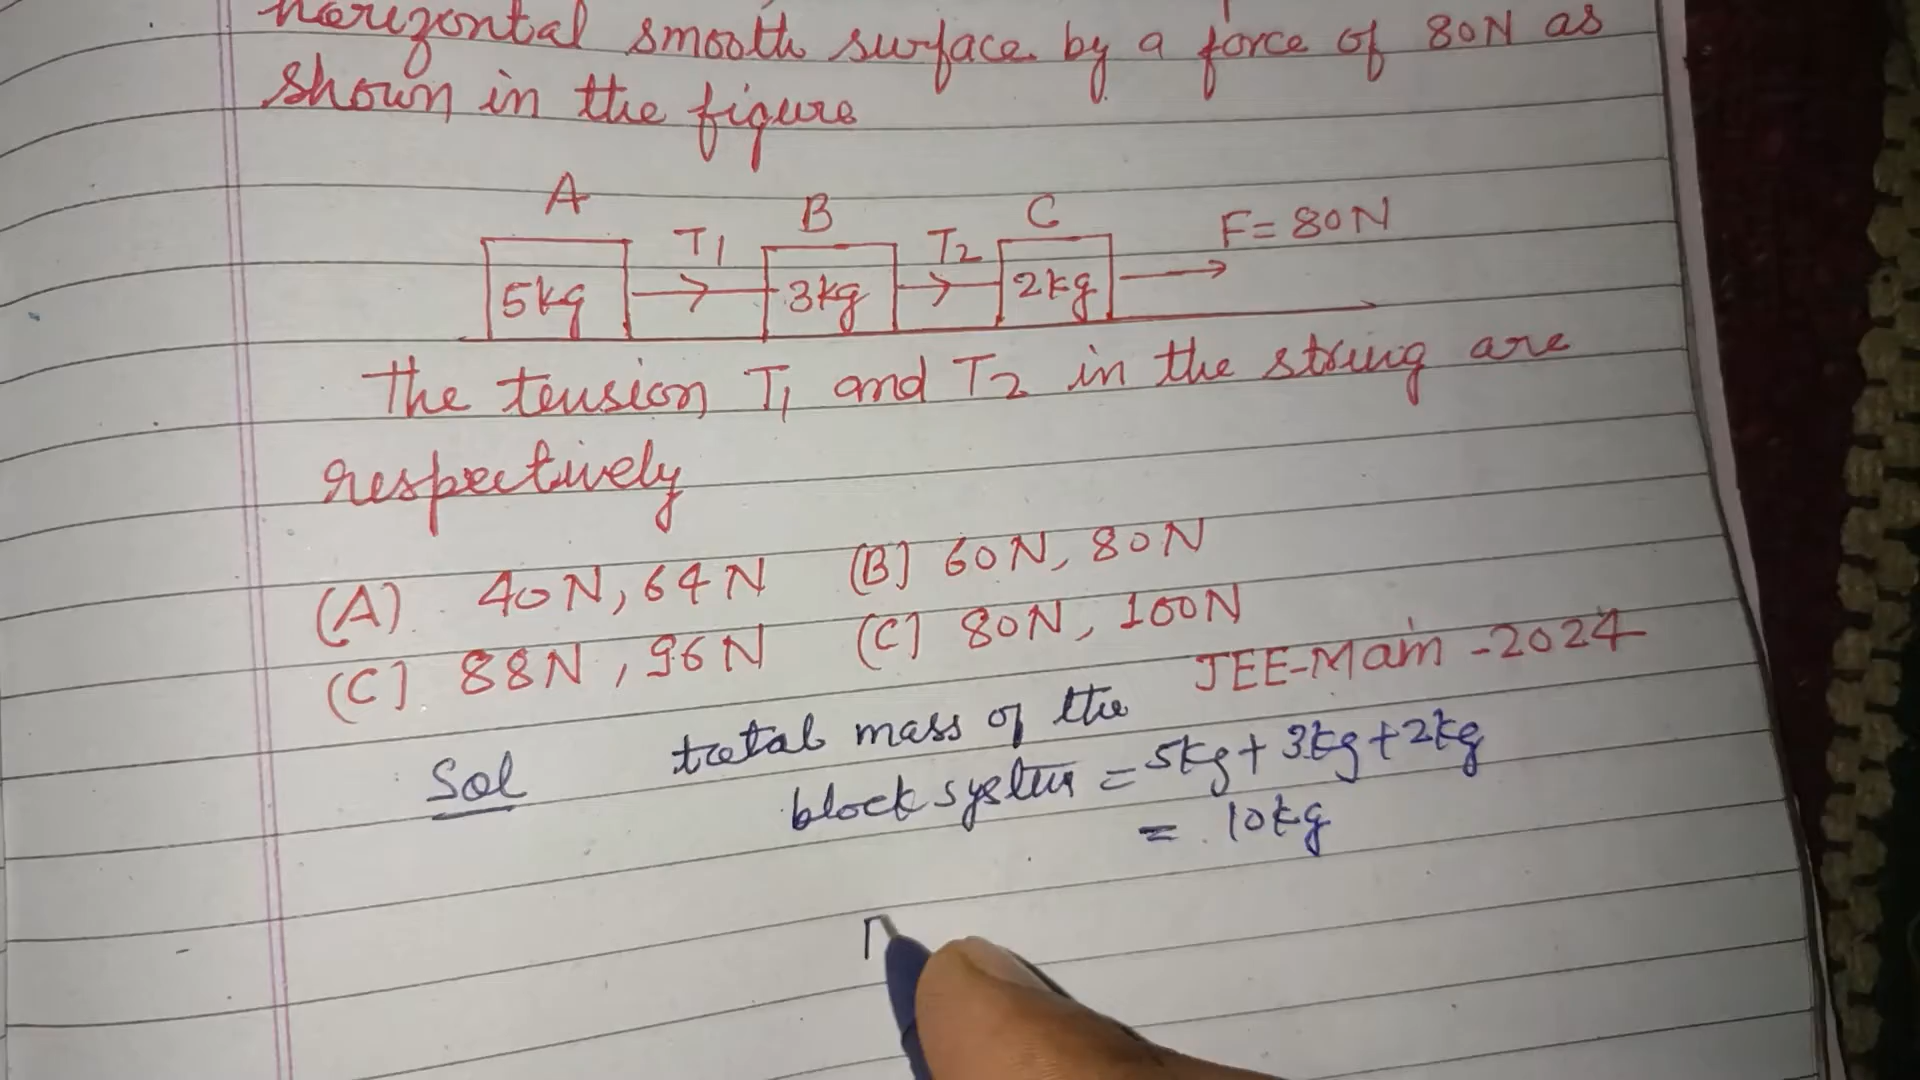 horizontal smooth surface by a force of 80N as
shown in the figure
A B C
T1 T2 F=80N
5kg 3kg 2kg
The tension T1 and T2 in the string are
respectively
(A) 40N, 64N (B) 60N, 80N
(C) 88N, 96N (C) 80N, 100N
JEE-Main -2024
Sol total mass of the
block system = 5kg+3kg+2kg
= 10kg